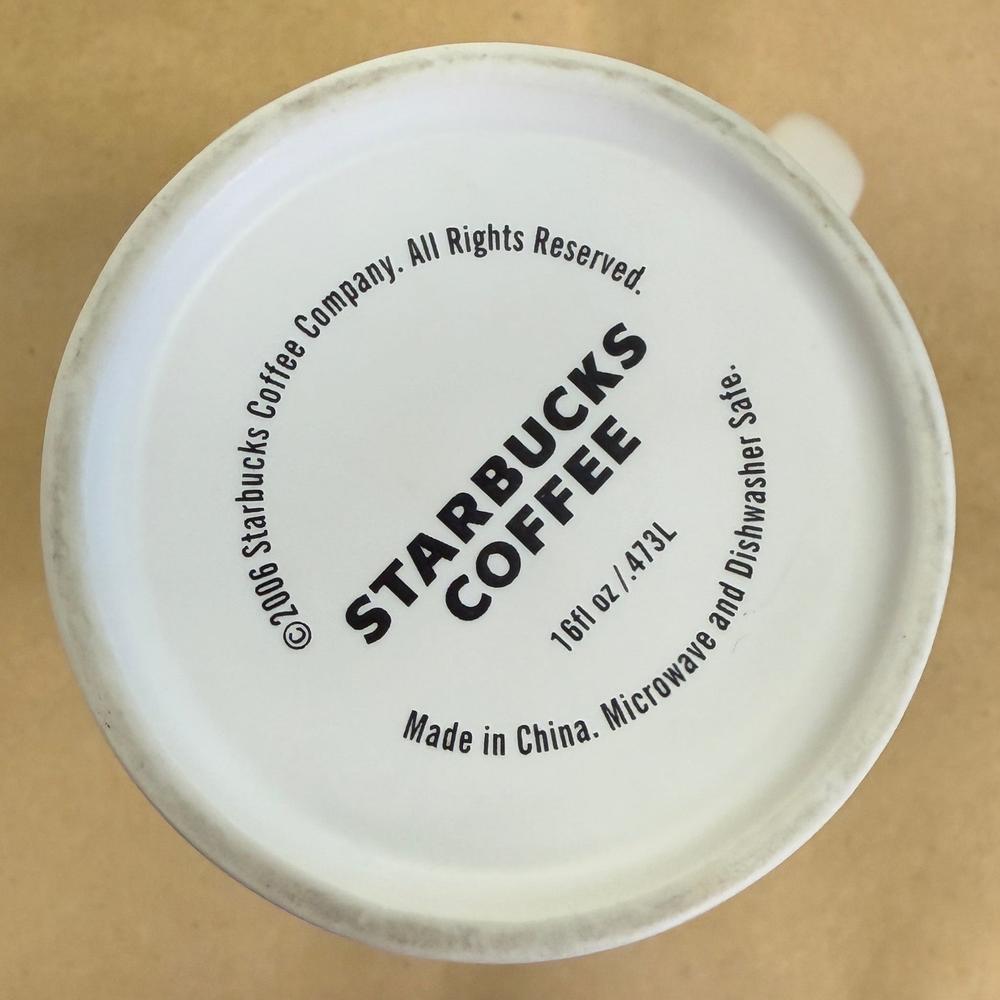 ©2006 Starbucks Coffee Company. All Rights Reserved.
STARBUCKS
COFFEE
16fl oz /.473L
Made in China. Microwave and Dishwasher Safe.